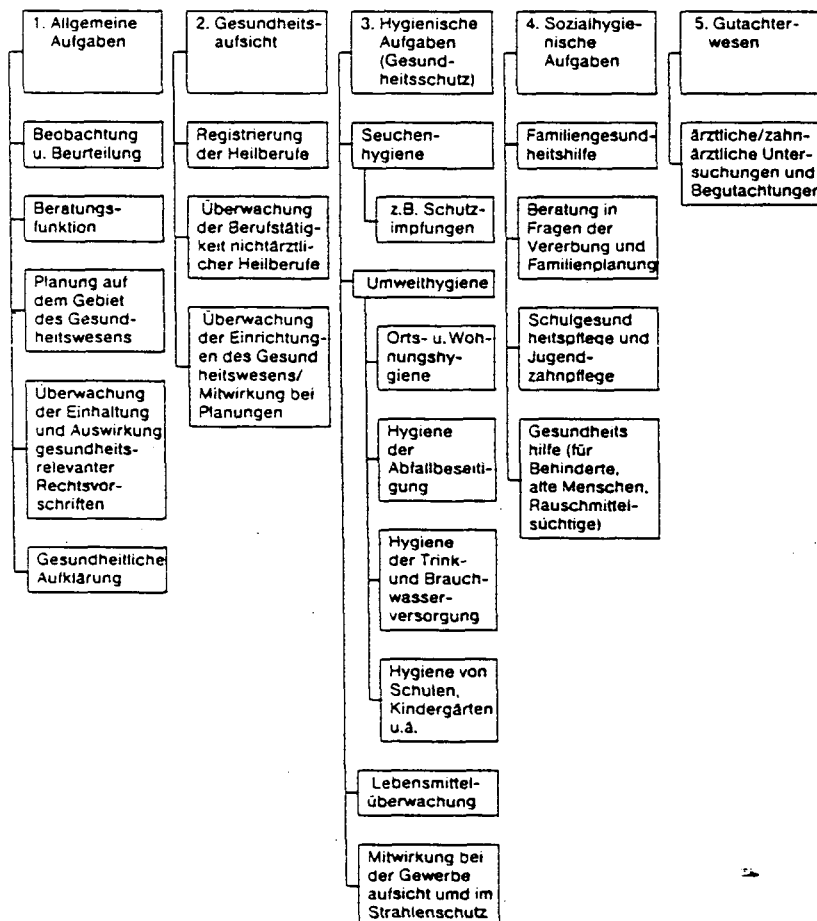 1. Allgemeine
Aufgaben
Beobachtung
u. Beurteilung
Beratungs-
funktion
Planung auf
dem Gebiet
des Gesund-
heitswesens
Überwachung
der Einhaltung
und Auswirkung
gesundheits-
relevanter
Rechtsvor-
schriften
Gesundheitliche
Aufklärung
2. Gesundheits-
aufsicht
Registrierung
der Heilberufe
Überwachung
der Berufstätig-
keit nichtärztli-
cher Heilberufe
Überwachung
der Einrichtung-
en des Gesund
heitswesens/
Mitwirkung bei
Planungen
3. Hygienische
Aufgaben
(Gesund-
heitsschutz)
Seuchen-
hygiene
z.B. Schutz-
impfungen
Umwelthygiene
Orts- u. Woh-
nungshy-
giene
Hygiene
der
Abfallbeseiti-
gung
Hygiene
der Trink-
und Brauch-
wasser-
versorgung
Hygiene von
Schulen,
Kindergärten
u.ä.
Lebensmittel-
überwachung
Mitwirkung bei
der Gewerbe
aufsicht umd im
Strahlenschutz
4. Sozialhygie-
nische
Aufgaben
Familiengesund-
heitshilfe
Beratung in
Fragen der
Vererbung und
Familienplanung
Schulgesund
heitspflege und
Jugend-
zahnpflege
Gesundheits
hilfe (für
Behinderte,
alte Menschen,
Rauschmittel-
süchtige)
5. Gutachter-
wesen
ärztliche/zahn-
ärztliche Unter-
suchungen und
Begutachtungen